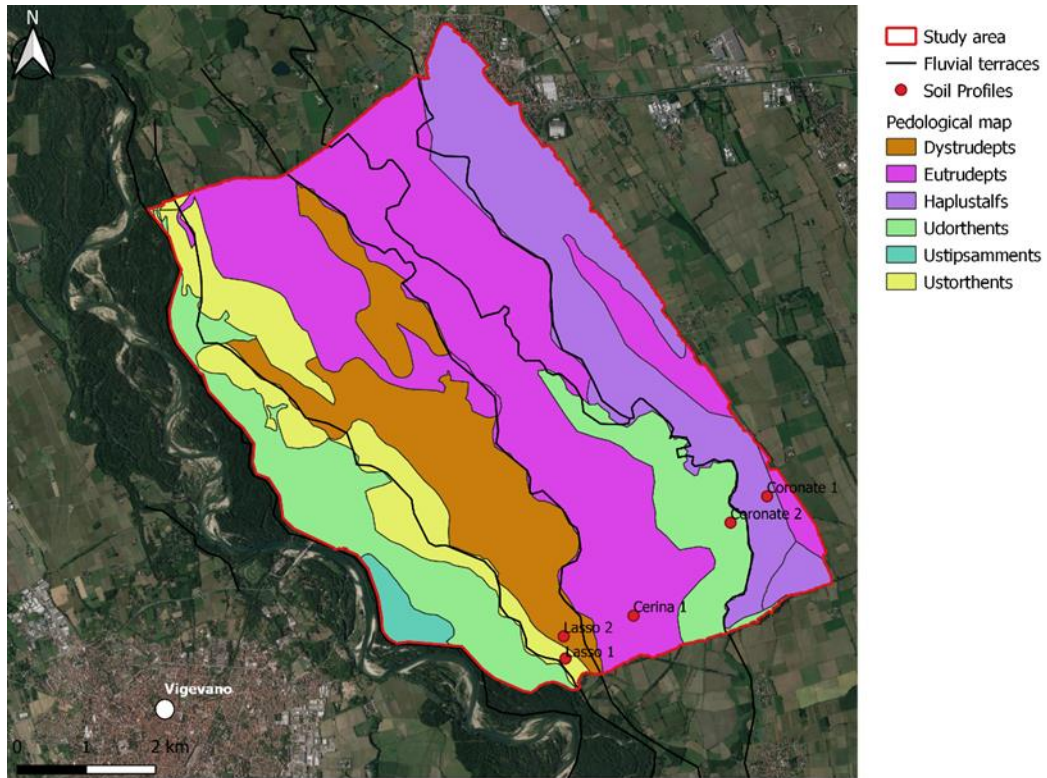 N
Study area
Fluvial terraces
Soil Profiles
Pedological map
Dystrudepts
Eutrudepts
Haplustalfs
Udorthents
Ustipsamments
Ustorthents
Coronate 1
Coronate 2
Cerina 1
Lasso 2
Lasso 1
Vigevano
0 1 2 km